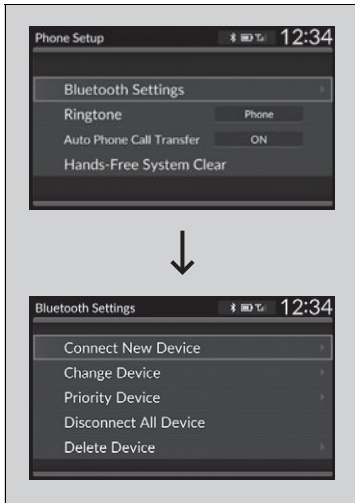 Phone Setup 12:34
Bluetooth Settings
Ringtone Phone
Auto Phone Call Transfer ON
Hands-Free System Clear
Bluetooth Settings 12:34
Connect New Device
Change Device
Priority Device
Disconnect All Device
Delete Device